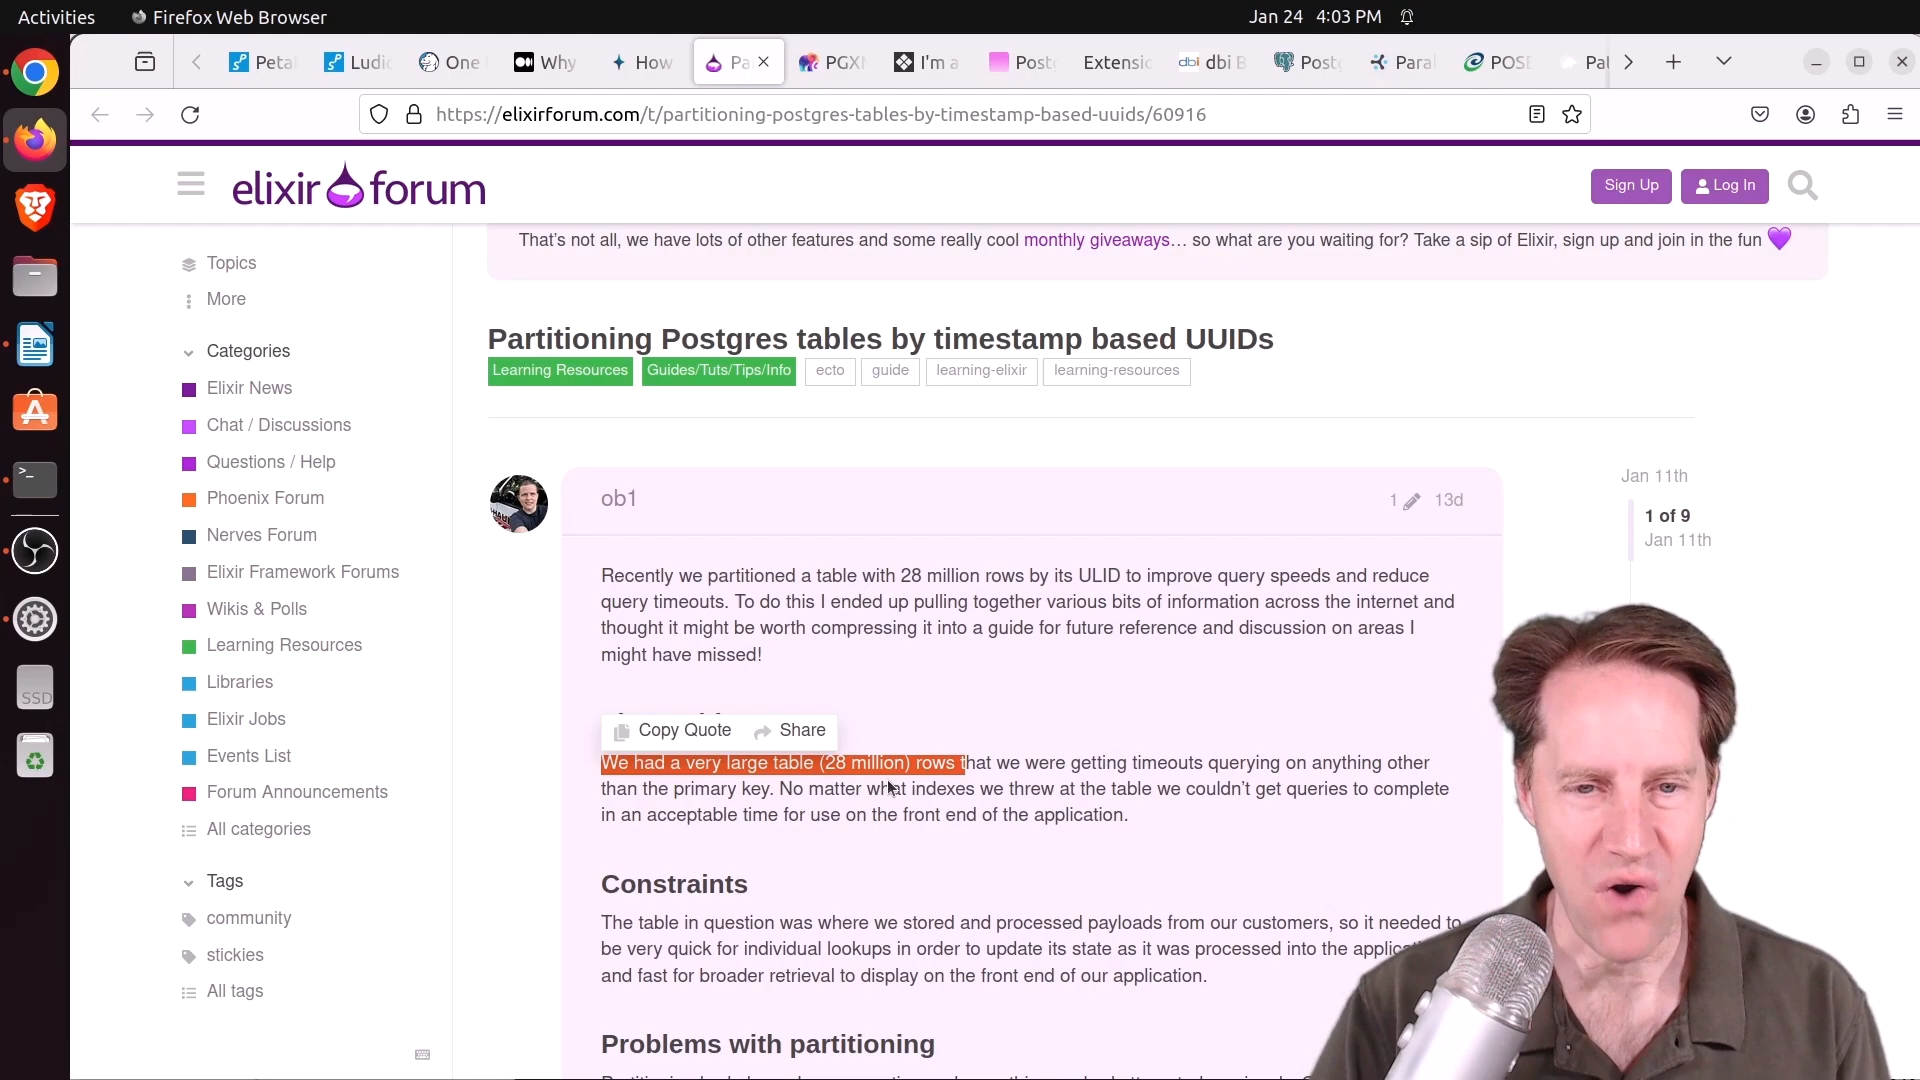 Activities
Firefox Web Browser
Jan 24 4:03 PM
Peta
Ludic
One
Why
How
Pa
PGXN
I'm a
Postg
Extensio
dbi B
Postg
Paral
POSE
Pat
https://elixirforum.com/t/partitioning-postgres-tables-by-timestamp-based-uuids/60916
elixir forum
Sign Up
Log In
That's not all, we have lots of other features and some really cool monthly giveaways… so what are you waiting for? Take a sip of Elixir, sign up and join in the fun
Topics
More
Categories
Elixir News
Chat / Discussions
Questions / Help
Phoenix Forum
Nerves Forum
Elixir Framework Forums
Wikis & Polls
Learning Resources
Libraries
Elixir Jobs
Events List
Forum Announcements
All categories
Tags
community
stickies
All tags
SSD
Partitioning Postgres tables by timestamp based UUIDs
Learning Resources
Guides/Tuts/Tips/Info
ecto
guide
learning-elixir
learning-resources
ob1
1
13d
Jan 11th
1 of 9
Jan 11th
Recently we partitioned a table with 28 million rows by its ULID to improve query speeds and reduce
query timeouts. To do this I ended up pulling together various bits of information across the internet and
thought it might be worth compressing it into a guide for future reference and discussion on areas I
might have missed!
Copy Quote
Share
We had a very large table (28 million) rows that we were getting timeouts querying on anything other
than the primary key. No matter what indexes we threw at the table we couldn't get queries to complete
in an acceptable time for use on the front end of the application.
Constraints
The table in question was where we stored and processed payloads from our customers, so it needed to
be very quick for individual lookups in order to update its state as it was processed into the
and fast for broader retrieval to display on the front end of our application.
Problems with partitioning